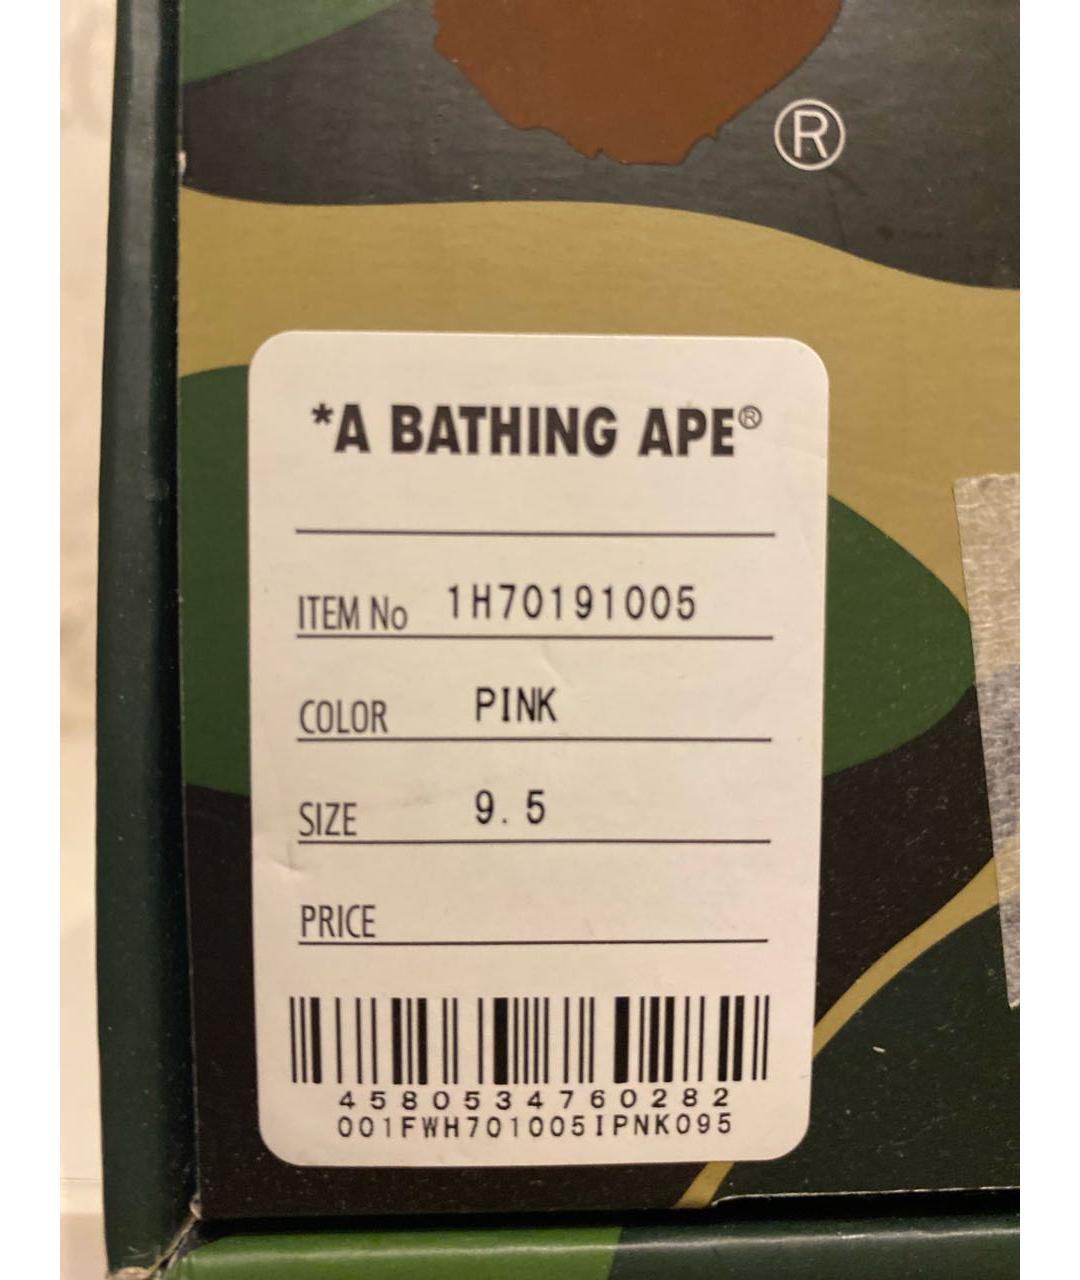 ®
*A BATHING APE®
ITEM No 1H70191005
COLOR PINK
SIZE 9.5
PRICE
4580534760282
001FWH701005IPNK095